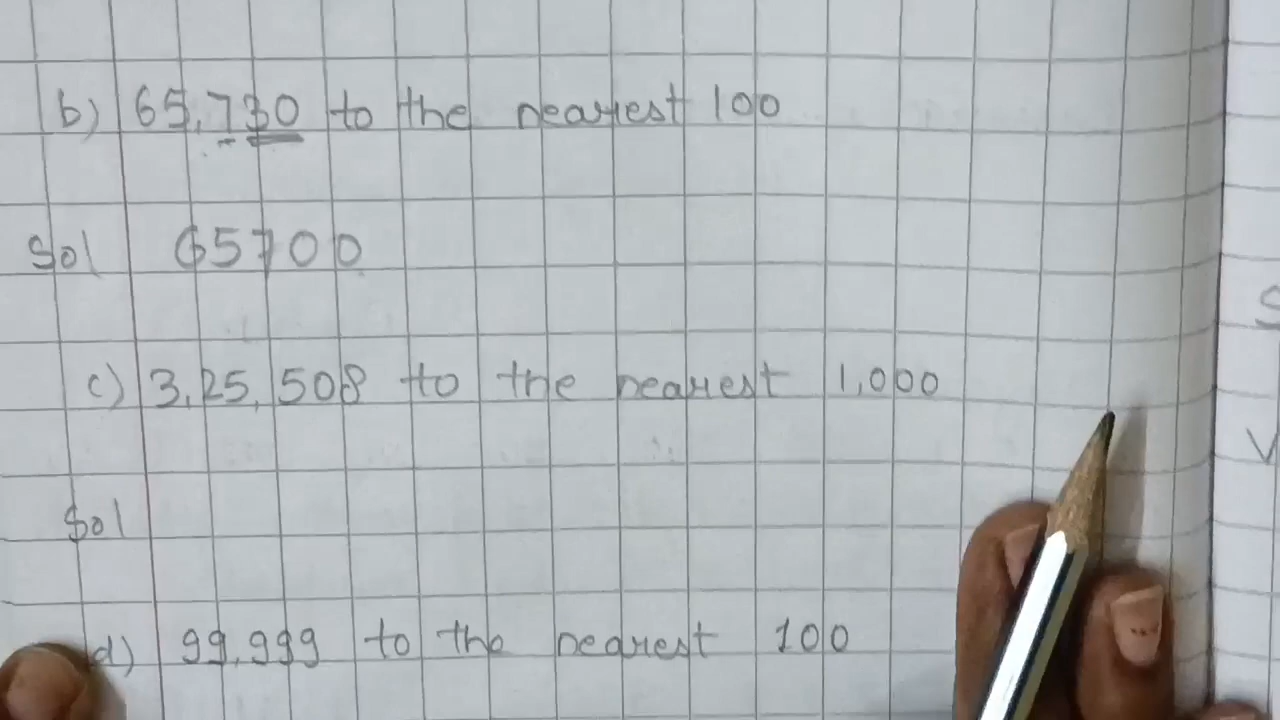 b) 65,730 to the nearest 100
Sol 65700
c) 3,25,508 to the nearest 1,000
Sol
d) 99,999 to the nearest 100